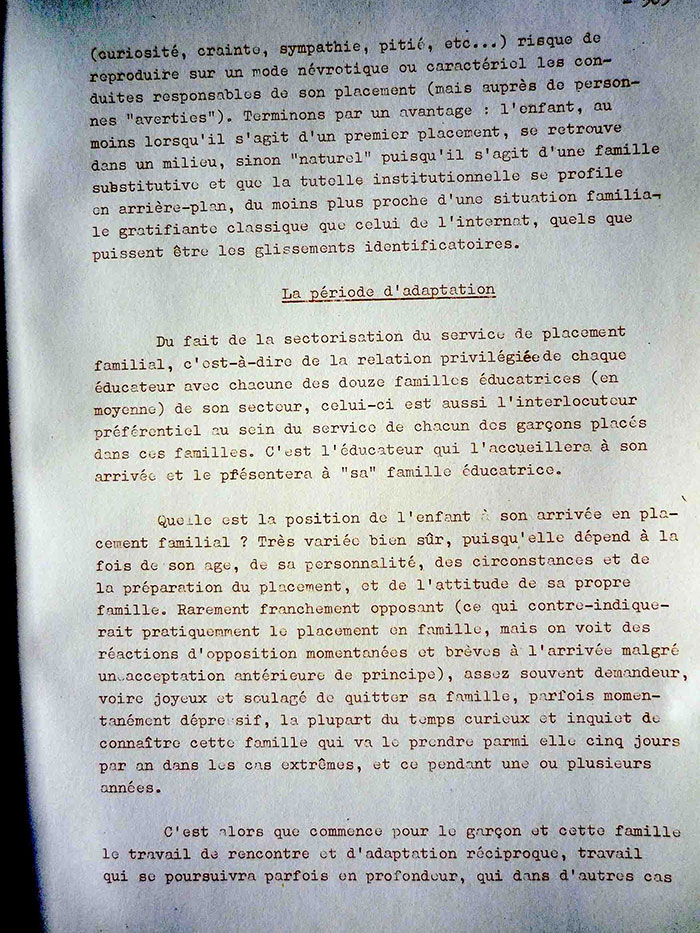 (curiosité, crainte, sympathie, pitié, etc...) risque de
reproduire sur un mode névrotique ou caractériel les con-
duites responsables de son placement (mais auprès de person-
nes "averties"). Terminons par un avantage : l'enfant, au
moins lorsqu'il s'agit d'un premier placement, se retrouve
dans un milieu, sinon "naturel" puisqu'il s'agit d'une famille
substitutive et que la tutelle institutionnelle se profile
en arrière-plan, du moins plus proche d'une situation familia-
le gratifiante classique que celui de l'internat, quels que
puissent être les glissements identificatoires.
La période d'adaptation
Du fait de la sectorisation du service de placement
familial, c'est-à-dire de la relation privilégiéede chaque
éducateur avec chacune des douze familles éducatrices (en
moyenne) de son secteur, celui-ci est aussi l'interlocuteur
préférentiel au sein du service de chacun des garçons placés
dans ces familles. C'est l'éducateur qui l'accueillera à son
arrivée et le présentera à "sa" famille éducatrice.
Quelle est la position de l'enfant à son arrivée en pla-
cement familial ? Très variée bien sûr, puisqu'elle dépend à la
fois de son age, de sa personnalité, des circonstances et de
la préparation du placement, et de l'attitude de sa propre
famille. Rarement franchement opposant (ce qui contre-indique-
rait pratiquemment le placement en famille, mais on voit des
réactions d'opposition momentanées et brèves à l'arrivée malgré
une acceptation antérieure de principe), assez souvent demandeur,
voire joyeux et soulagé de quitter sa famille, parfois momen-
tanément dépressif, la plupart du temps curieux et inquiet de
connaître cette famille qui va le prendre parmi elle cinq jours
par an dans les cas extrêmes, et ce pendant une ou plusieurs
années.
C'est alors que commence pour le garçon et cette famille
le travail de rencontre et d'adaptation réciproque, travail
qui se poursuivra parfois en profondeur, qui dans d'autres cas